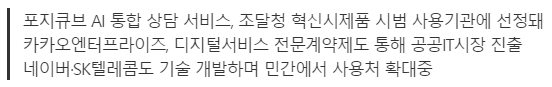 포지큐브 AI 통합 상담 서비스, 조달청 혁신시제품 시범 사용기관에 선정돼
카카오엔터프라이즈, 디지털서비스 전문계약제도 통해 공공IT시장 진출
네이버·SK텔레콤도 기술 개발하며 민간에서 사용처 확대중